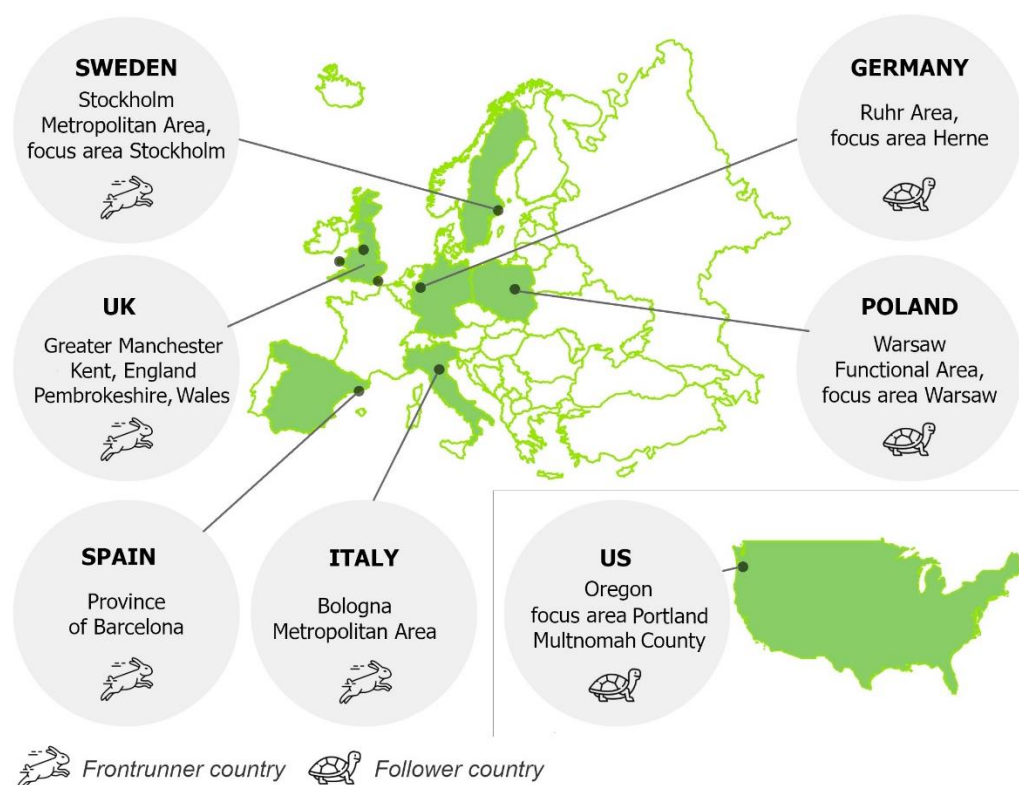 SWEDEN
Stockholm
Metropolitan Area,
focus area Stockholm
GERMANY
Ruhr Area,
focus area Herne
UK
Greater Manchester
Kent, England
Pembrokeshire, Wales
POLAND
Warsaw
Functional Area,
focus area Warsaw
SPAIN
Province
of Barcelona
ITALY
Bologna
Metropolitan Area
US
Oregon
focus area Portland
Multnomah County
Frontrunner country
Follower country